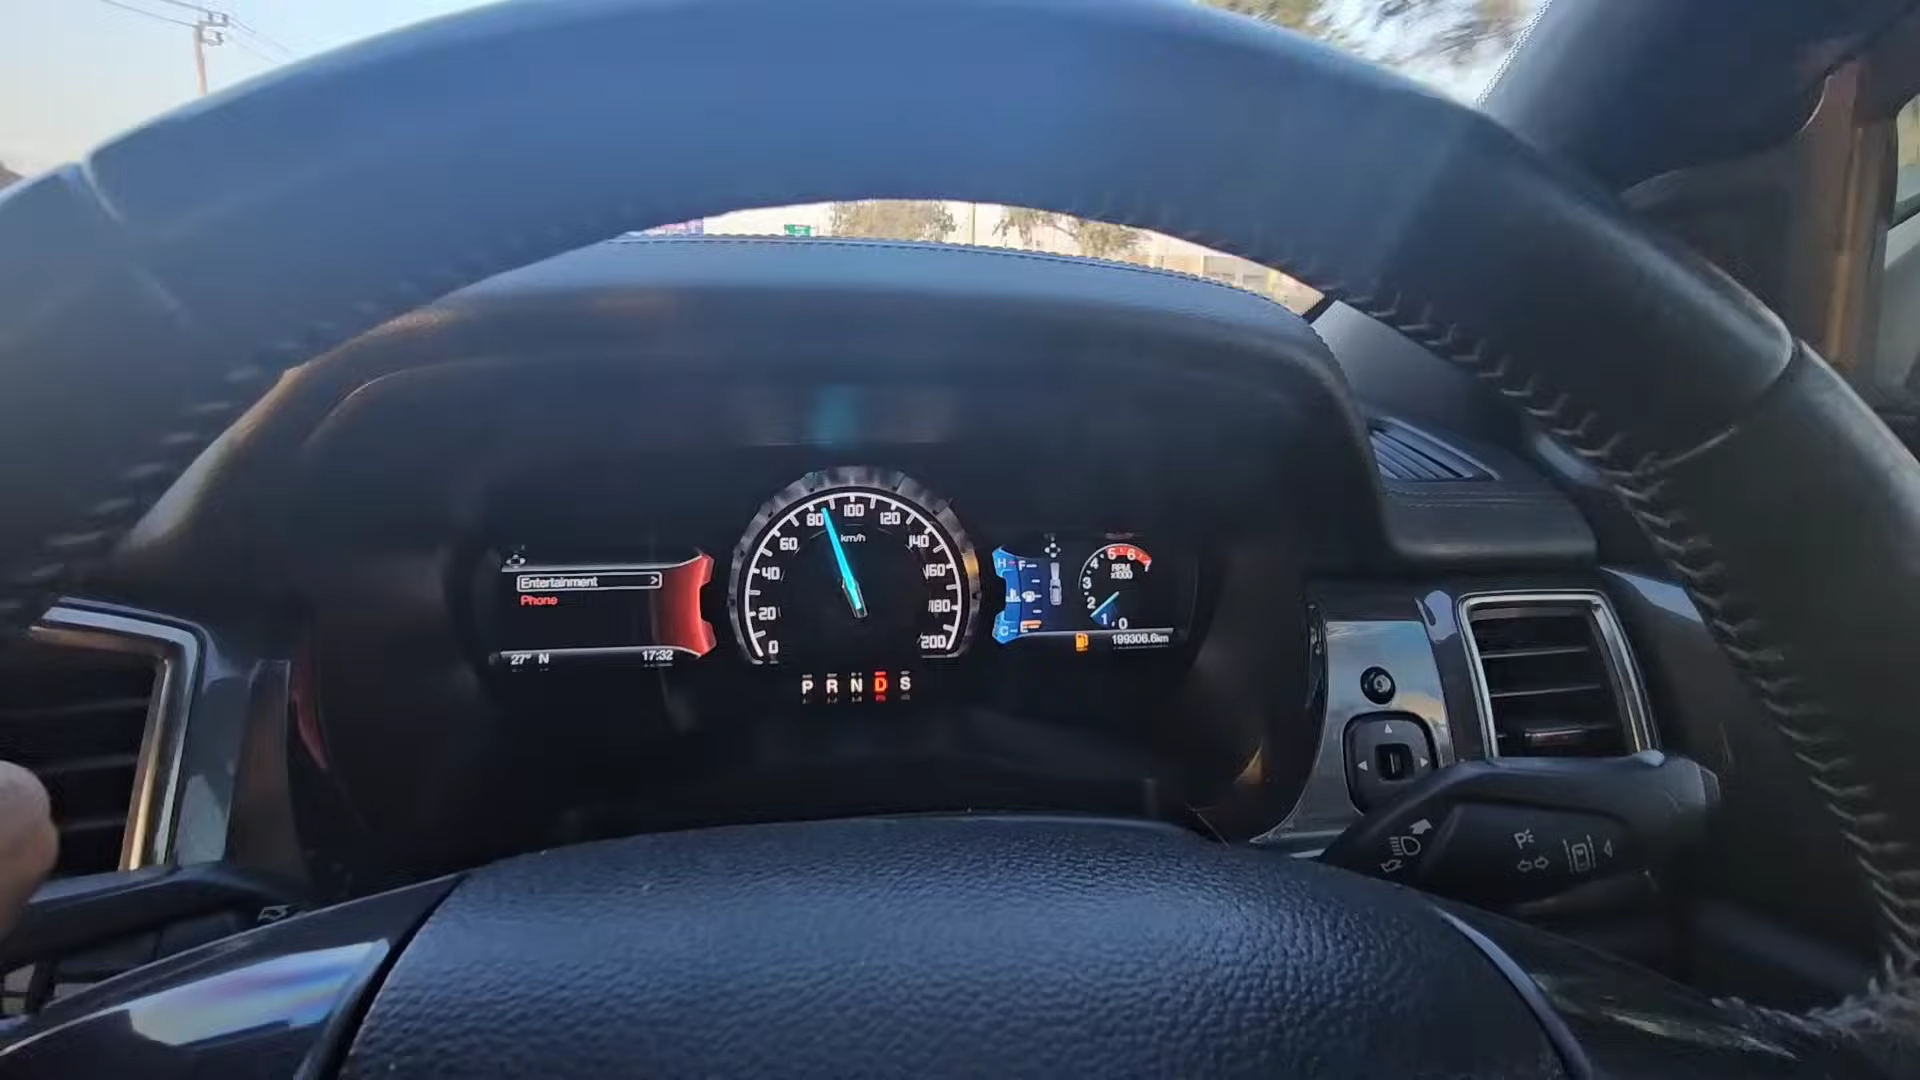 Entertainment >
Phone
27° N
17:32
0
20
40
60
80
100
120
140
160
180
200
km/h
P R N D S
H F
C E
0
1
2
3
4
5
6
7
RPM
x1000
199306.6km